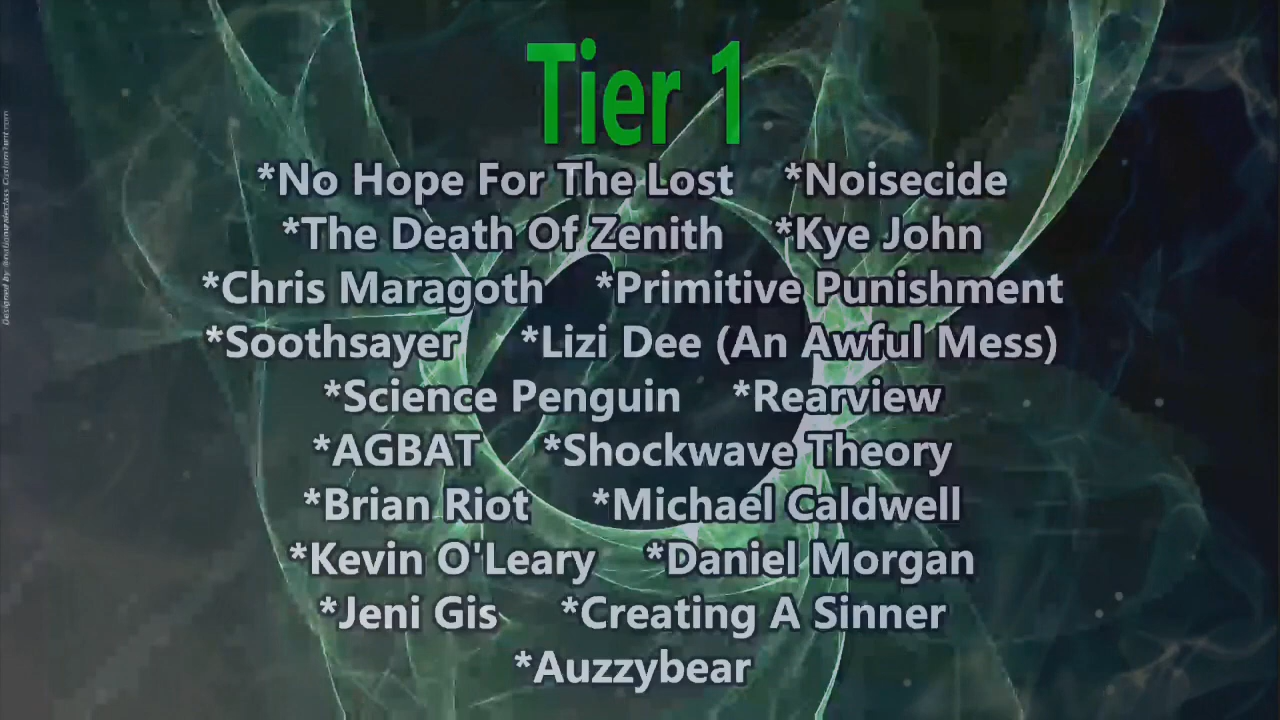 Tier 1
*No Hope For The Lost *Noisecide
*The Death Of Zenith *Kye John
*Chris Maragoth *Primitive Punishment
*Soothsayer *Lizi Dee (An Awful Mess)
*Science Penguin *Rearview
*AGBAT *Shockwave Theory
*Brian Riot *Michael Caldwell
*Kevin O'Leary *Daniel Morgan
*Jeni Gis *Creating A Sinner
*Auzzybear
Designed by